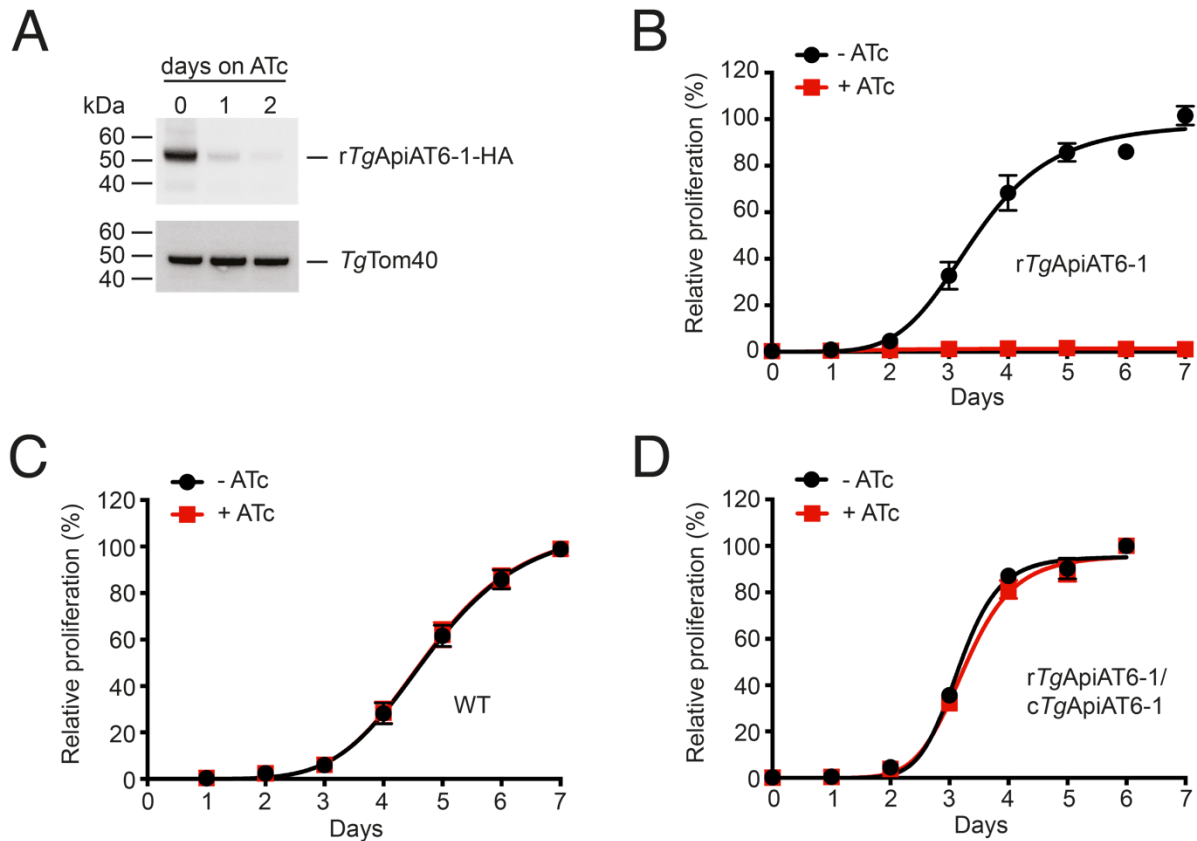 A
days on ATc
kDa 0 1 2
60
50
40
rTgApiAT6-1-HA
60
50
40
TgTom40
B
- ATc
+ ATc
Relative proliferation (%)
120
100
80
60
40
20
0
rTgApiAT6-1
0 1 2 3 4 5 6 7
Days
C
- ATc
+ ATc
Relative proliferation (%)
120
100
80
60
40
20
0
WT
0 1 2 3 4 5 6 7
Days
D
- ATc
+ ATc
Relative proliferation (%)
120
100
80
60
40
20
0
rTgApiAT6-1/
cTgApiAT6-1
0 1 2 3 4 5 6 7
Days